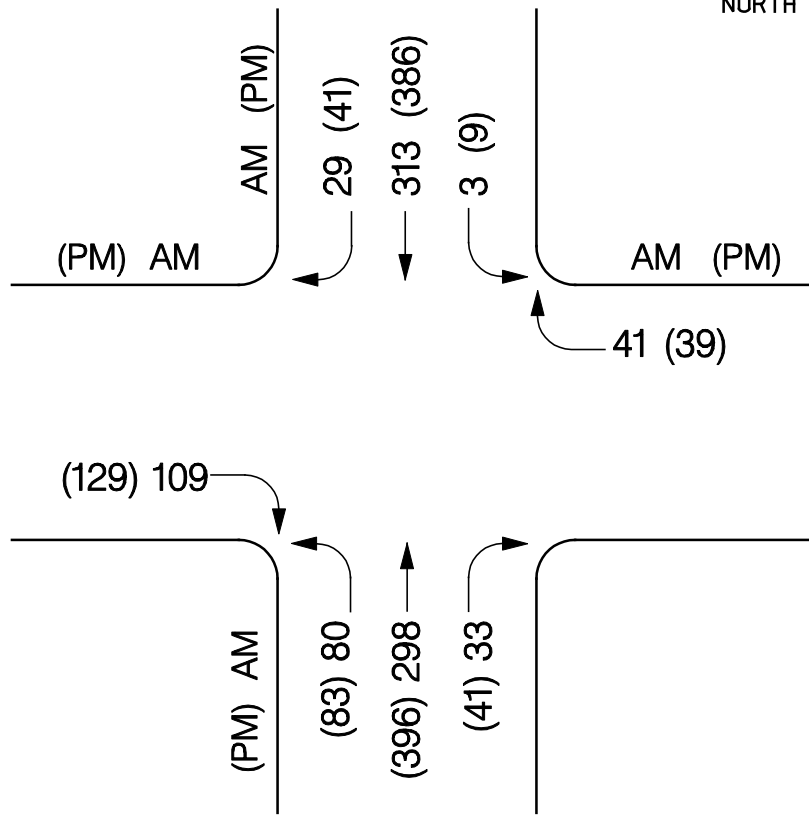 NORTH
AM (PM)
29 (41)
313 (386)
3 (9)
(PM) AM
AM (PM)
41 (39)
(129) 109
(PM) AM
(83) 80
(396) 298
(41) 33